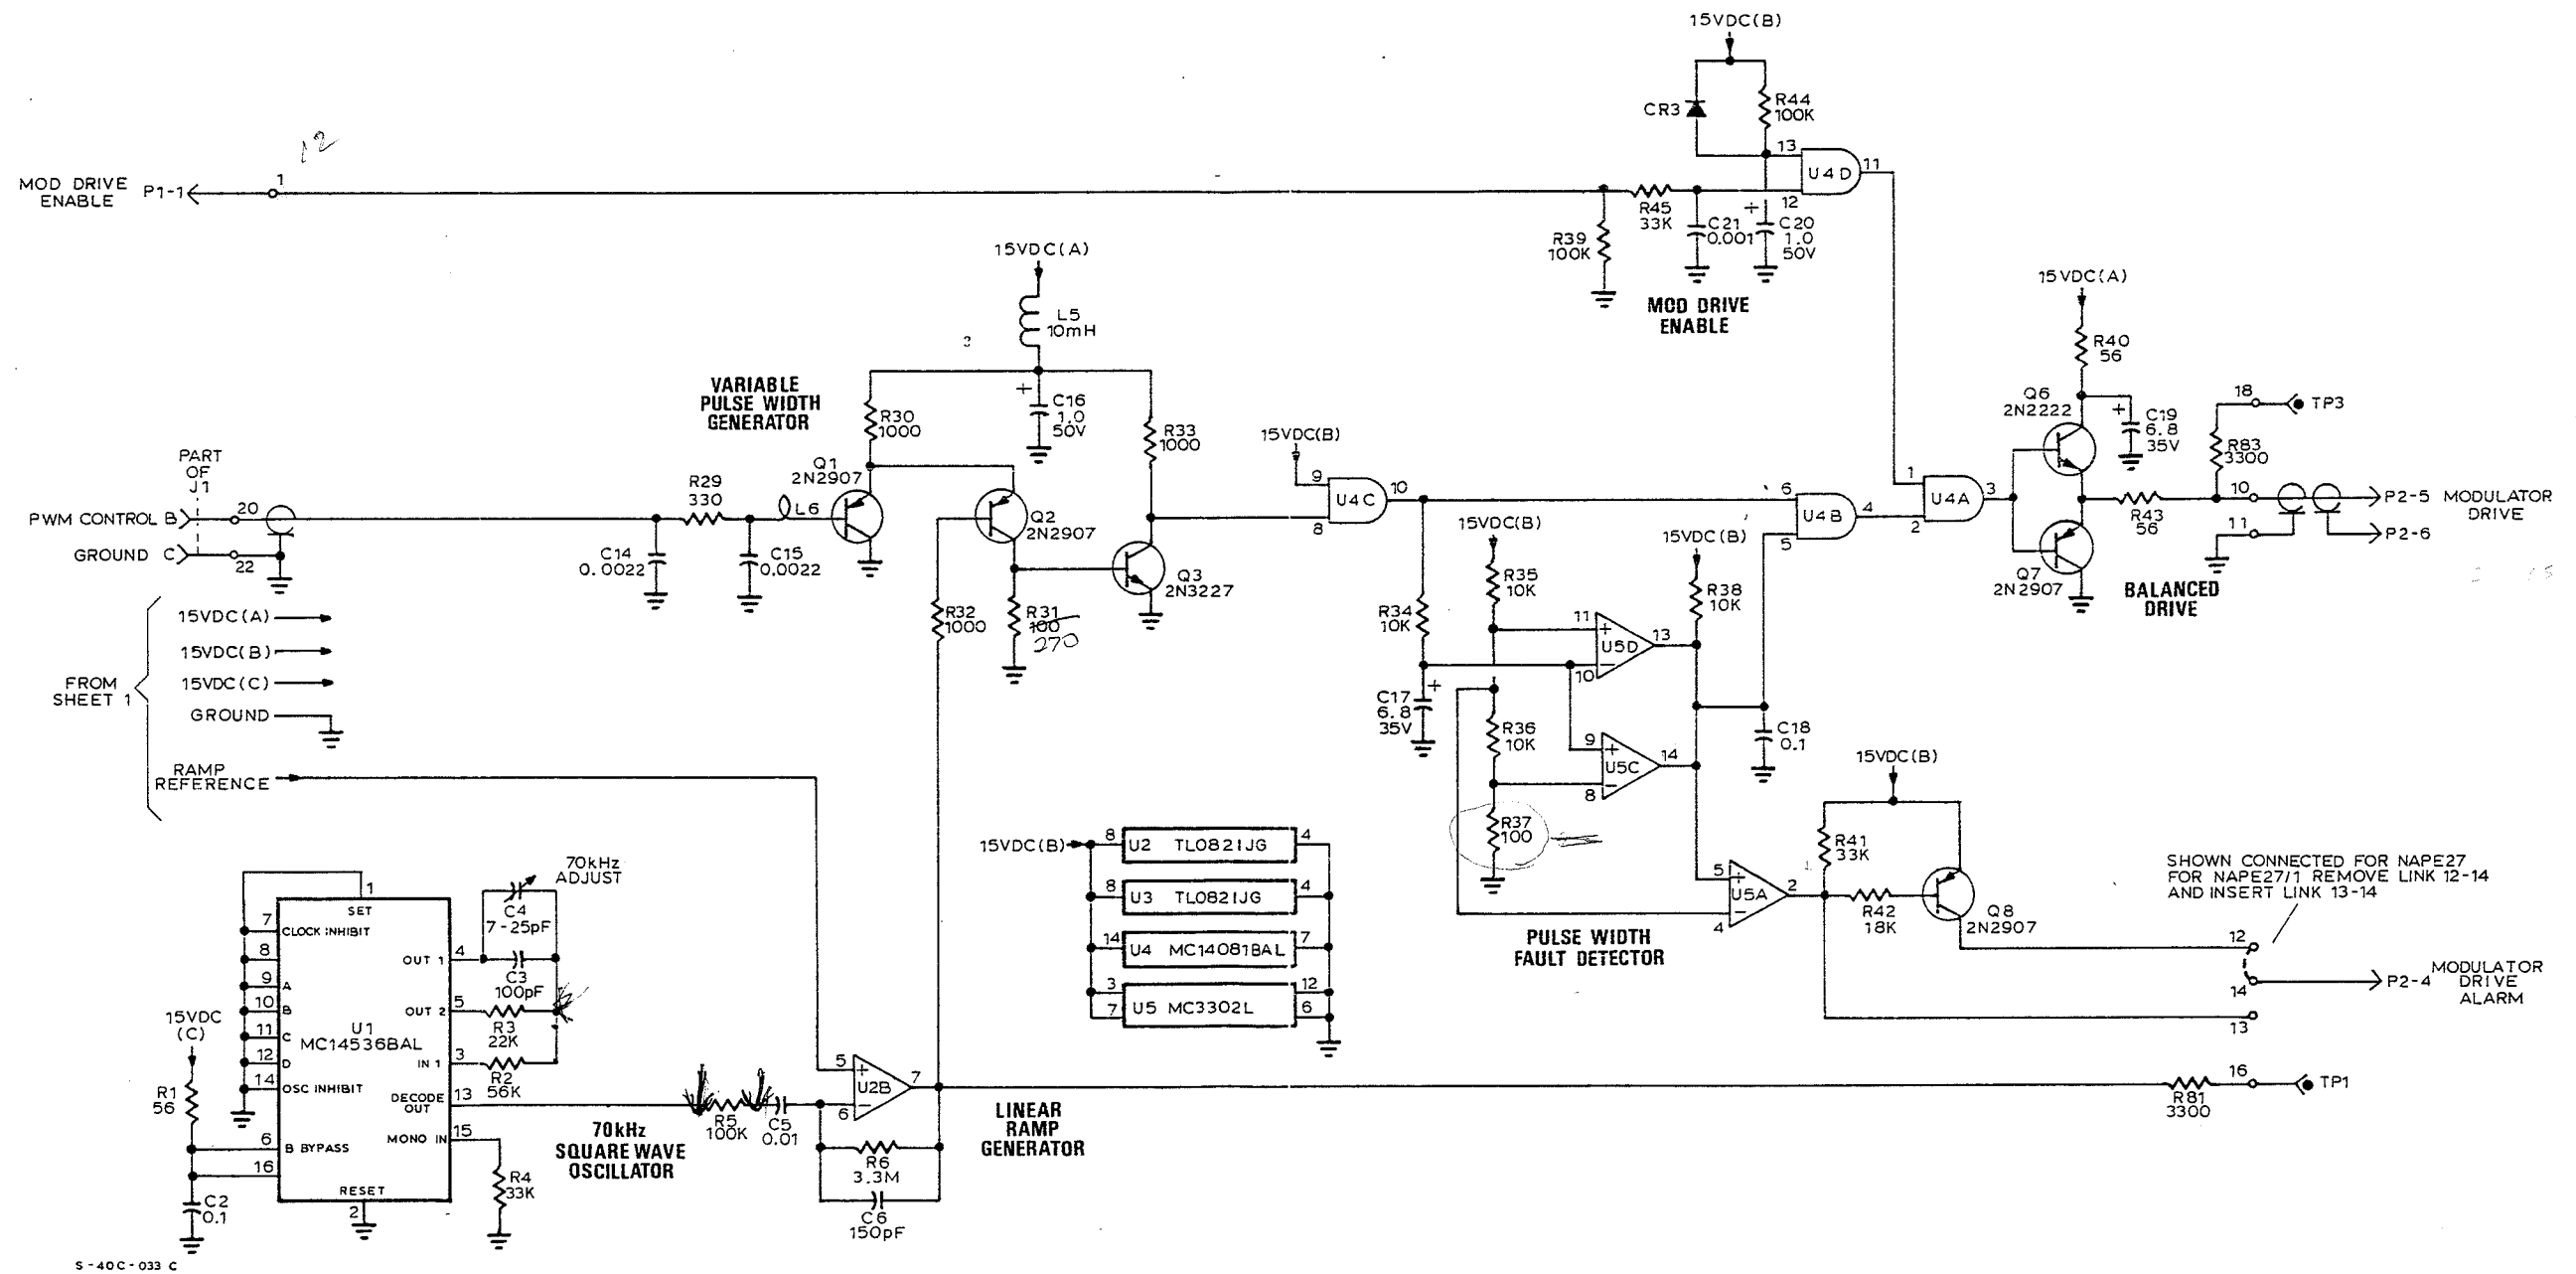 15VDC(B)
CR3
R44
100K
13
U4D
11
12
12
MOD DRIVE
ENABLE
P1-1
1
R45
33K
C21
0.001
+
C20
1.0
50V
R39
100K
MOD DRIVE
ENABLE
15VDC(A)
L5
10mH
15VDC(A)
R40
56
Q6
2N2222
+
C19
6.8
35V
18
TP3
R83
3300
VARIABLE
PULSE WIDTH
GENERATOR
R30
1000
+
C16
1.0
50V
R33
1000
15VDC(B)
9
U4C
10
8
6
U4B
4
5
1
U4A
3
2
R43
56
10
P2-5
MODULATOR
DRIVE
11
P2-6
Q7
2N2907
BALANCED
DRIVE
PART
OF
J1
PWM CONTROL B
20
GROUND C
22
R29
330
L6
Q1
2N2907
C14
0.0022
C15
0.0022
Q2
2N2907
Q3
2N3227
R32
1000
R31
100
270
15VDC(B)
R35
10K
15VDC(B)
R38
10K
R34
10K
11
+
U5D
13
10
−
C17
+
6.8
35V
R36
10K
9
+
U5C
14
8
−
C18
0.1
R37
100
15VDC(A)
15VDC(B)
FROM
SHEET 1
15VDC(C)
GROUND
RAMP
REFERENCE
15VDC(B)
8
U2 TL082IJG
4
8
U3 TL082IJG
4
14
U4 MC14081BAL
7
3
7
U5 MC3302L
12
6
15VDC(B)
R41
33K
5
+
U5A
2
4
−
R42
18K
Q8
2N2907
PULSE WIDTH
FAULT DETECTOR
SHOWN CONNECTED FOR NAPE27
FOR NAPE27/1 REMOVE LINK 12-14
AND INSERT LINK 13-14
12
14
P2-4
MODULATOR
DRIVE
ALARM
13
70kHz
ADJUST
1
SET
7
CLOCK INHIBIT
8
9
A
10
B
11
C
12
D
14
OSC INHIBIT
U1
MC14536BAL
OUT 1
4
C4
7-25pF
C3
100pF
OUT 2
5
R3
22K
IN 1
3
R2
56K
DECODE
OUT
13
MONO IN
15
R4
33K
15VDC
(C)
R1
56
6
B BYPASS
16
RESET
2
C2
0.1
70kHz
SQUARE WAVE
OSCILLATOR
R5
100K
C5
0.01
5
+
U2B
7
6
−
R6
3.3M
C6
150pF
LINEAR
RAMP
GENERATOR
R81
3300
16
TP1
S-40C-033 C